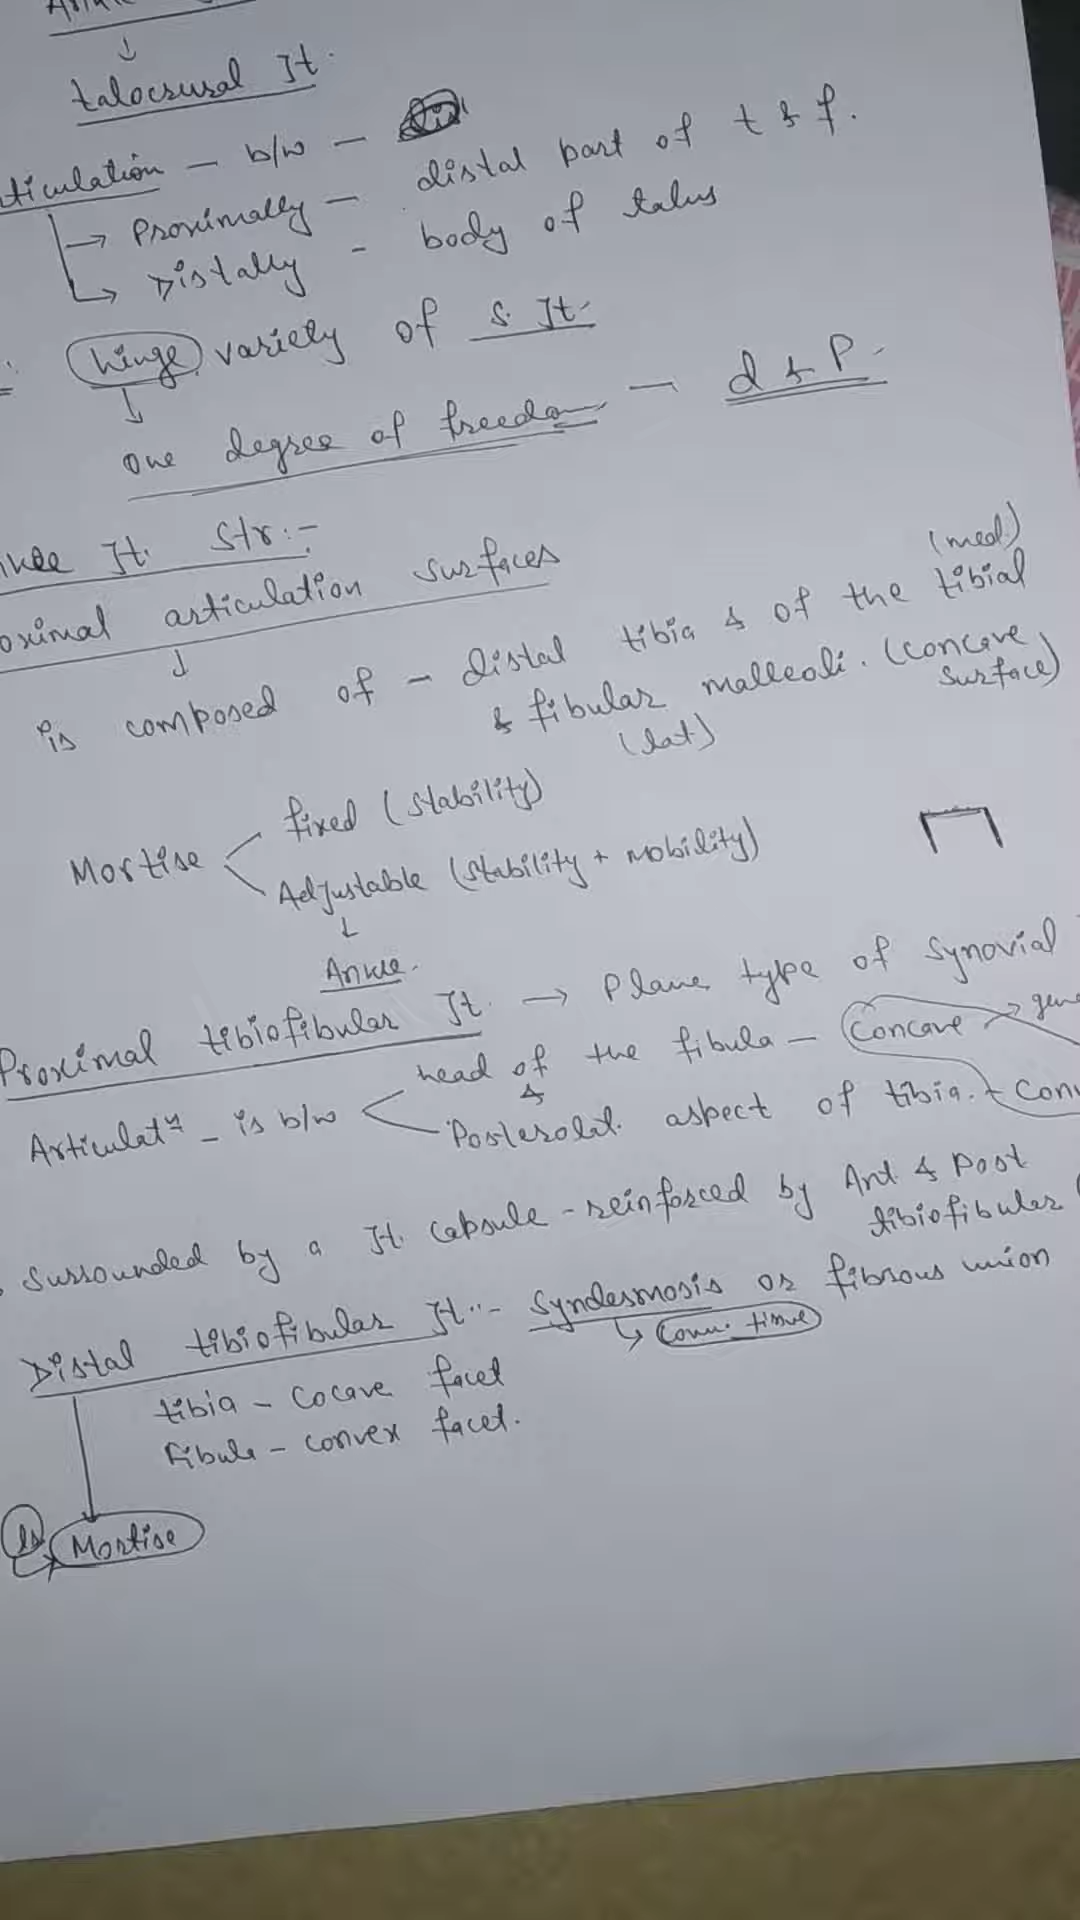 ↓
talocrusal Jt.
ticulation – b/w –
→ Proximally – distal part of t & f.
↳ Distally – body of talus
: hinge variety of s. Jt.
↓
One degree of freedom – d & P.
nkle Jt. Str:-
oximal articulation surfaces
↓
is composed of – distal tibia & of the tibial (med.)
& fibular malleoli. (concave surface)
(lat)
Mortise < fixed (stability)
Adjustable (stability + mobility)
↓
Ankle.
Proximal tibiofibular Jt. → Plane type of synovial
Articulatn – is b/w < head of the fibula – Concave →
&
Posterolat. aspect of tibia. – Con
Surrounded by a Jt. capsule – reinforced by Ant & Post
tibiofibular
Distal tibiofibular Jt:- Syndesmosis or fibrous union
↳ Conn. tissue
tibia – Cocave facet
Fibula – convex facet.
Mortise